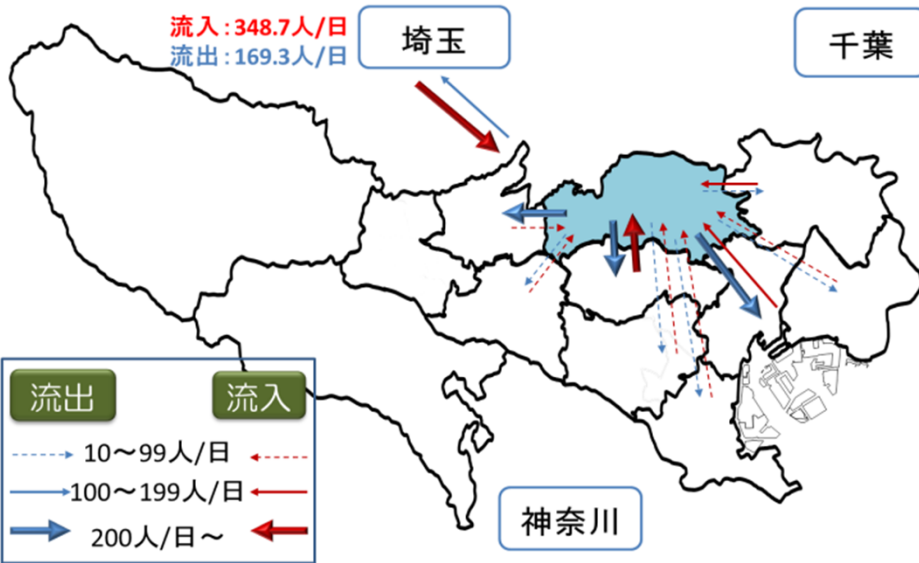 流入:348.7人/日
流出:169.3人/日
埼玉
千葉
流出
流入
10～99人/日
100～199人/日
200人/日～
神奈川